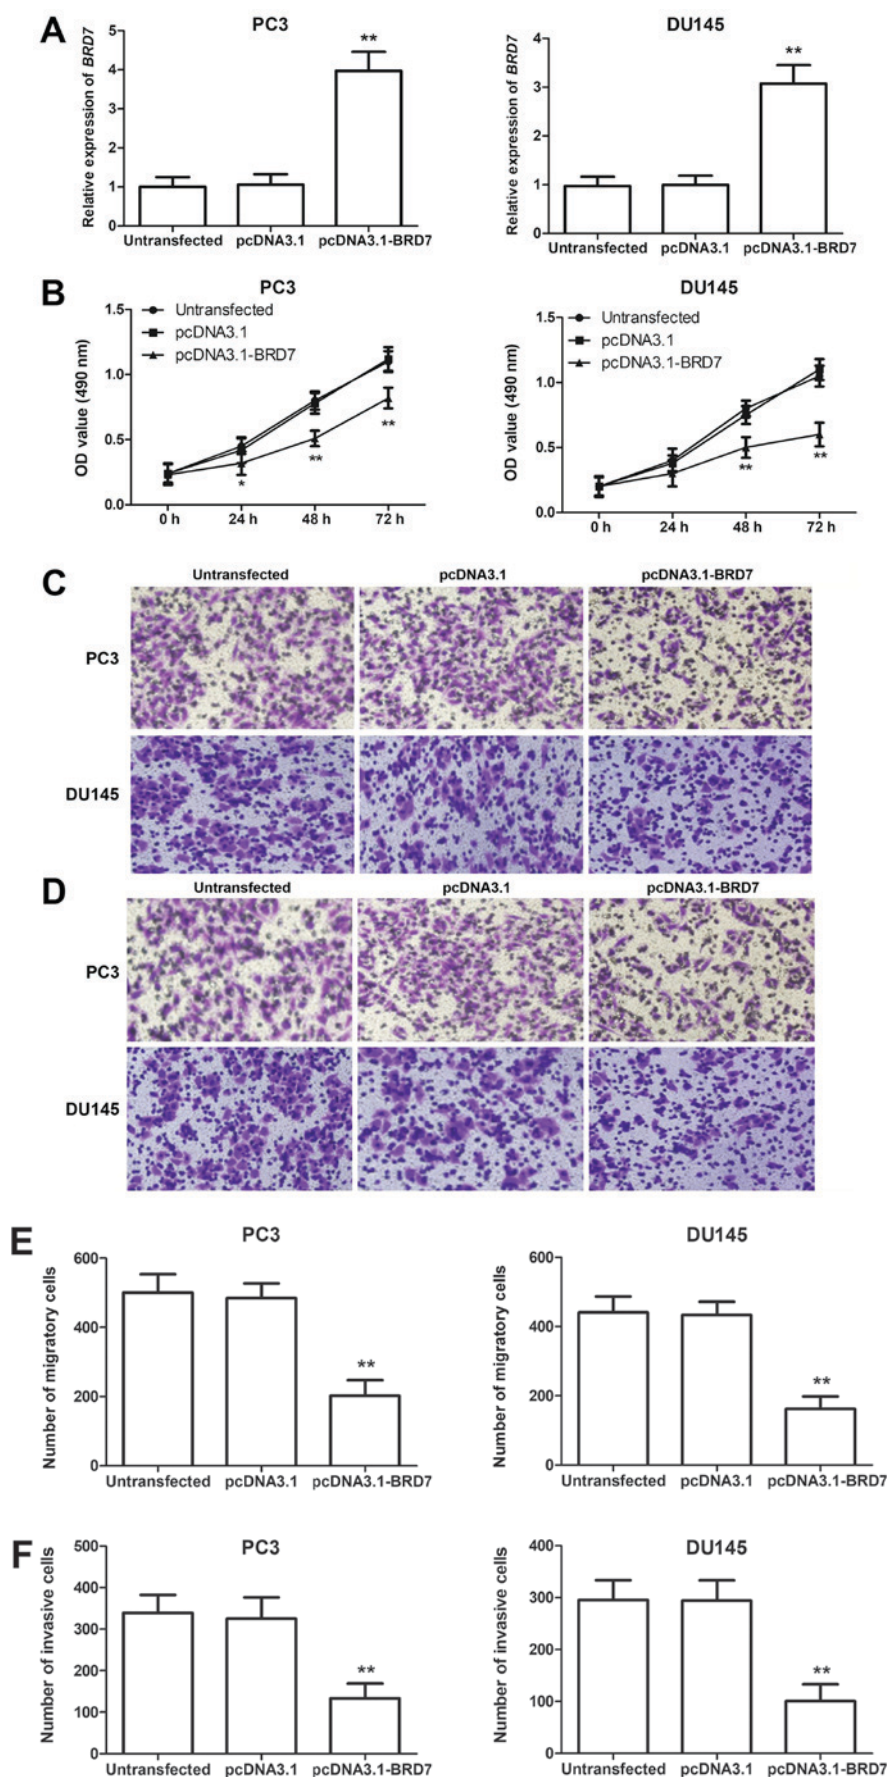 A
PC3
Relative expression of BRD7
5
4
3
2
1
0
**
Untransfected
pcDNA3.1
pcDNA3.1-BRD7
DU145
Relative expression of BRD7
4
3
2
1
0
**
Untransfected
pcDNA3.1
pcDNA3.1-BRD7
B
PC3
OD value (490 nm)
1.5
1.0
0.5
0.0
Untransfected
pcDNA3.1
pcDNA3.1-BRD7
*
**
**
0 h
24 h
48 h
72 h
DU145
OD value (490 nm)
1.5
1.0
0.5
0.0
Untransfected
pcDNA3.1
pcDNA3.1-BRD7
**
**
0 h
24 h
48 h
72 h
C
Untransfected
pcDNA3.1
pcDNA3.1-BRD7
PC3
DU145
D
Untransfected
pcDNA3.1
pcDNA3.1-BRD7
PC3
DU145
E
PC3
Number of migratory cells
600
400
200
0
**
Untransfected
pcDNA3.1
pcDNA3.1-BRD7
DU145
Number of migratory cells
600
400
200
0
**
Untransfected
pcDNA3.1
pcDNA3.1-BRD7
F
PC3
Number of invasive cells
500
400
300
200
100
0
**
Untransfected
pcDNA3.1
pcDNA3.1-BRD7
DU145
Number of invasive cells
400
300
200
100
0
**
Untransfected
pcDNA3.1
pcDNA3.1-BRD7